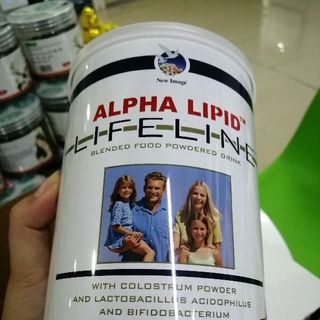 New Image
ALPHA LIPID™
LIFELINE
BLENDED FOOD POWDERED DRINK
WITH COLOSTRUM POWDER
AND LACTOBACILLUS ACIDOPHILUS
AND BIFIDOBACTERIUM